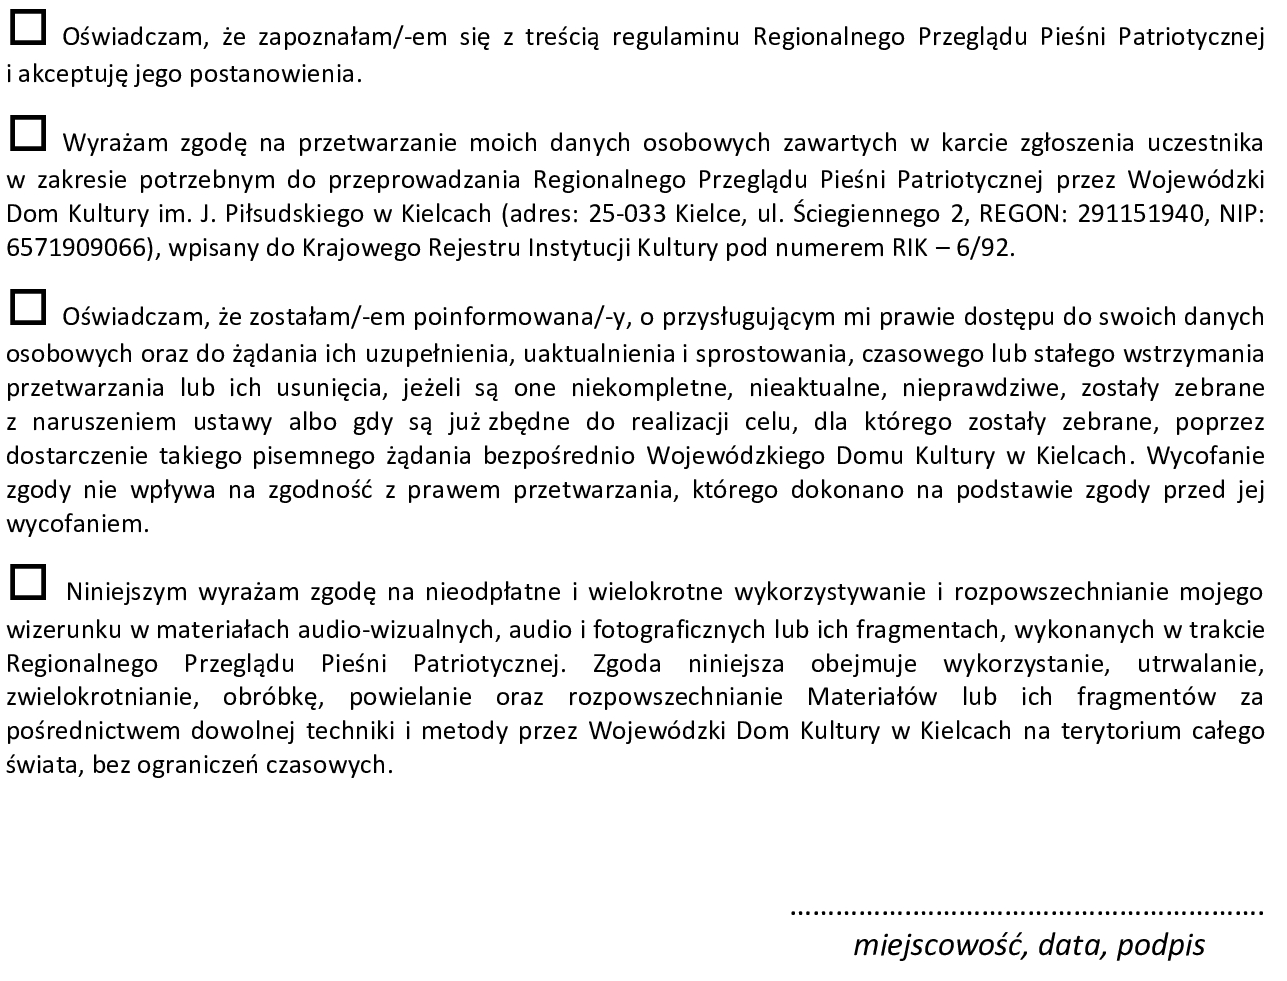 ☐ Oświadczam, że zapoznałam/-em się z treścią regulaminu Regionalnego Przeglądu Pieśni Patriotycznej
i akceptuję jego postanowienia.
☐ Wyrażam zgodę na przetwarzanie moich danych osobowych zawartych w karcie zgłoszenia uczestnika
w zakresie potrzebnym do przeprowadzania Regionalnego Przeglądu Pieśni Patriotycznej przez Wojewódzki
Dom Kultury im. J. Piłsudskiego w Kielcach (adres: 25-033 Kielce, ul. Ściegiennego 2, REGON: 291151940, NIP:
6571909066), wpisany do Krajowego Rejestru Instytucji Kultury pod numerem RIK – 6/92.
☐ Oświadczam, że zostałam/-em poinformowana/-y, o przysługującym mi prawie dostępu do swoich danych
osobowych oraz do żądania ich uzupełnienia, uaktualnienia i sprostowania, czasowego lub stałego wstrzymania
przetwarzania lub ich usunięcia, jeżeli są one niekompletne, nieaktualne, nieprawdziwe, zostały zebrane
z naruszeniem ustawy albo gdy są już zbędne do realizacji celu, dla którego zostały zebrane, poprzez
dostarczenie takiego pisemnego żądania bezpośrednio Wojewódzkiego Domu Kultury w Kielcach. Wycofanie
zgody nie wpływa na zgodność z prawem przetwarzania, którego dokonano na podstawie zgody przed jej
wycofaniem.
☐ Niniejszym wyrażam zgodę na nieodpłatne i wielokrotne wykorzystywanie i rozpowszechnianie mojego
wizerunku w materiałach audio-wizualnych, audio i fotograficznych lub ich fragmentach, wykonanych w trakcie
Regionalnego Przeglądu Pieśni Patriotycznej. Zgoda niniejsza obejmuje wykorzystanie, utrwalanie,
zwielokrotnianie, obróbkę, powielanie oraz rozpowszechnianie Materiałów lub ich fragmentów za
pośrednictwem dowolnej techniki i metody przez Wojewódzki Dom Kultury w Kielcach na terytorium całego
świata, bez ograniczeń czasowych.
……………………………………………………….
miejscowość, data, podpis